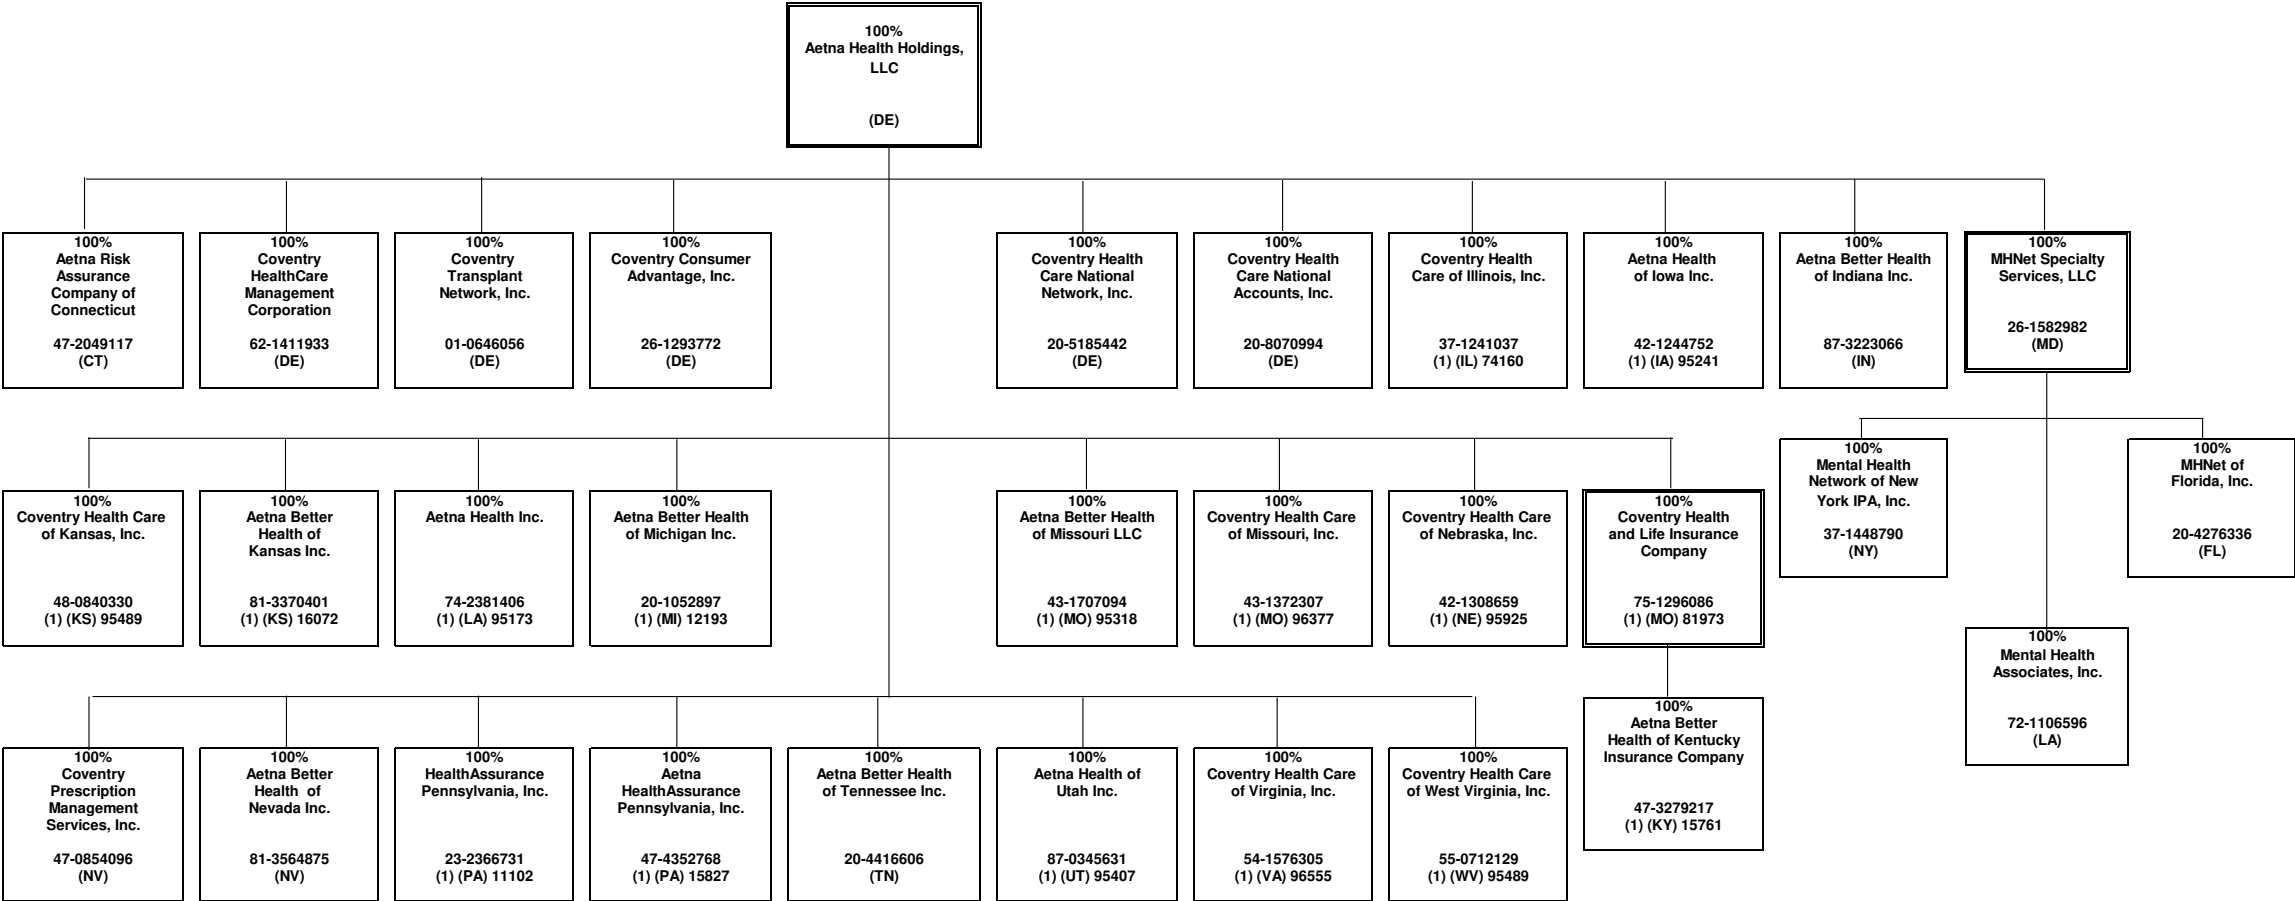 100%
Aetna Health Holdings,
LLC
(DE)
100%
Aetna Risk
Assurance
Company of
Connecticut
47-2049117
(CT)
100%
Coventry
HealthCare
Management
Corporation
62-1411933
(DE)
100%
Coventry
Transplant
Network, Inc.
01-0646056
(DE)
100%
Coventry Consumer
Advantage, Inc.
26-1293772
(DE)
100%
Coventry Health
Care National
Network, Inc.
20-5185442
(DE)
100%
Coventry Health
Care National
Accounts, Inc.
20-8070994
(DE)
100%
Coventry Health
Care of Illinois, Inc.
37-1241037
(1) (IL) 74160
100%
Aetna Health
of Iowa Inc.
42-1244752
(1) (IA) 95241
100%
Aetna Better Health
of Indiana Inc.
87-3223066
(IN)
100%
MHNet Specialty
Services, LLC
26-1582982
(MD)
100%
Mental Health
Network of New
York IPA, Inc.
37-1448790
(NY)
100%
MHNet of
Florida, Inc.
20-4276336
(FL)
100%
Coventry Health Care
of Kansas, Inc.
48-0840330
(1) (KS) 95489
100%
Aetna Better
Health of
Kansas Inc.
81-3370401
(1) (KS) 16072
100%
Aetna Health Inc.
74-2381406
(1) (LA) 95173
100%
Aetna Better Health
of Michigan Inc.
20-1052897
(1) (MI) 12193
100%
Aetna Better Health
of Missouri LLC
43-1707094
(1) (MO) 95318
100%
Coventry Health Care
of Missouri, Inc.
43-1372307
(1) (MO) 96377
100%
Coventry Health Care
of Nebraska, Inc.
42-1308659
(1) (NE) 95925
100%
Coventry Health
and Life Insurance
Company
75-1296086
(1) (MO) 81973
100%
Mental Health
Associates, Inc.
72-1106596
(LA)
100%
Aetna Better
Health of Kentucky
Insurance Company
47-3279217
(1) (KY) 15761
100%
Coventry
Prescription
Management
Services, Inc.
47-0854096
(NV)
100%
Aetna Better
Health of
Nevada Inc.
81-3564875
(NV)
100%
HealthAssurance
Pennsylvania, Inc.
23-2366731
(1) (PA) 11102
100%
Aetna
HealthAssurance
Pennsylvania, Inc.
47-4352768
(1) (PA) 15827
100%
Aetna Better Health
of Tennessee Inc.
20-4416606
(TN)
100%
Aetna Health of
Utah Inc.
87-0345631
(1) (UT) 95407
100%
Coventry Health Care
of Virginia, Inc.
54-1576305
(1) (VA) 96555
100%
Coventry Health Care
of West Virginia, Inc.
55-0712129
(1) (WV) 95489